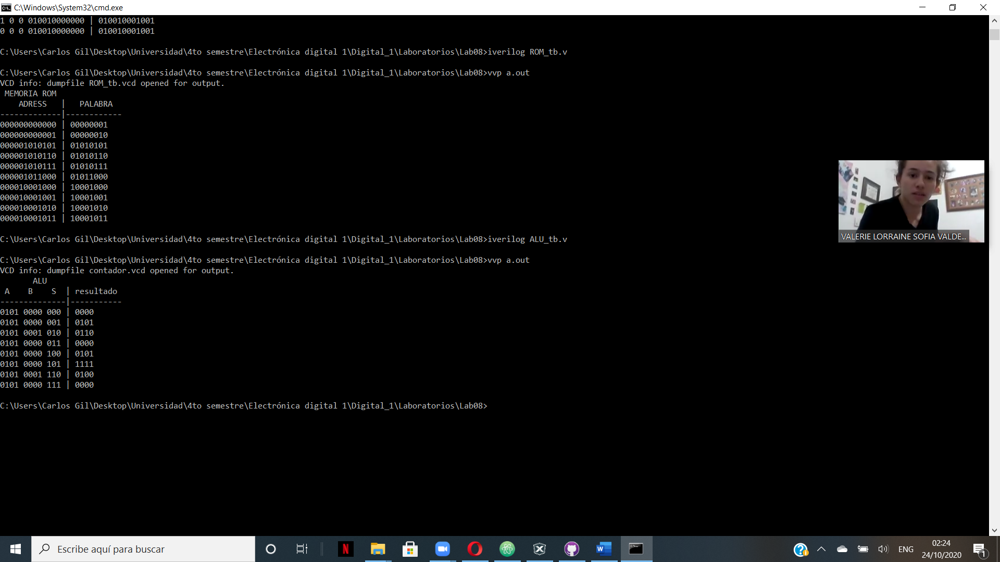 C:\Windows\System32\cmd.exe
1 0 0 010010000000 | 010010001001
0 0 0 010010000000 | 010010001001
C:\Users\Carlos Gil\Desktop\Universidad\4to semestre\Electrónica digital 1\Digital_1\Laboratorios\Lab08>iverilog ROM_tb.v
C:\Users\Carlos Gil\Desktop\Universidad\4to semestre\Electrónica digital 1\Digital_1\Laboratorios\Lab08>vvp a.out
VCD info: dumpfile ROM_tb.vcd opened for output.
MEMORIA ROM
ADRESS | PALABRA
-------------|------------
000000000000 | 00000001
000000000001 | 00000010
000001010101 | 01010101
000001010110 | 01010110
000001010111 | 01010111
000001011000 | 01011000
000010001000 | 10001000
000010001001 | 10001001
000010001010 | 10001010
000010001011 | 10001011
C:\Users\Carlos Gil\Desktop\Universidad\4to semestre\Electrónica digital 1\Digital_1\Laboratorios\Lab08>iverilog ALU_tb.v
C:\Users\Carlos Gil\Desktop\Universidad\4to semestre\Electrónica digital 1\Digital_1\Laboratorios\Lab08>vvp a.out
VCD info: dumpfile contador.vcd opened for output.
ALU
A B S | resultado
--------------|-----------
0101 0000 000 | 0000
0101 0000 001 | 0101
0101 0001 010 | 0110
0101 0000 011 | 0000
0101 0000 100 | 0101
0101 0000 101 | 1111
0101 0001 110 | 0100
0101 0000 111 | 0000
C:\Users\Carlos Gil\Desktop\Universidad\4to semestre\Electrónica digital 1\Digital_1\Laboratorios\Lab08>
VALERIE LORRAINE SOFIA VALDE...
Escribe aquí para buscar
ENG
02:24
24/10/2020
1